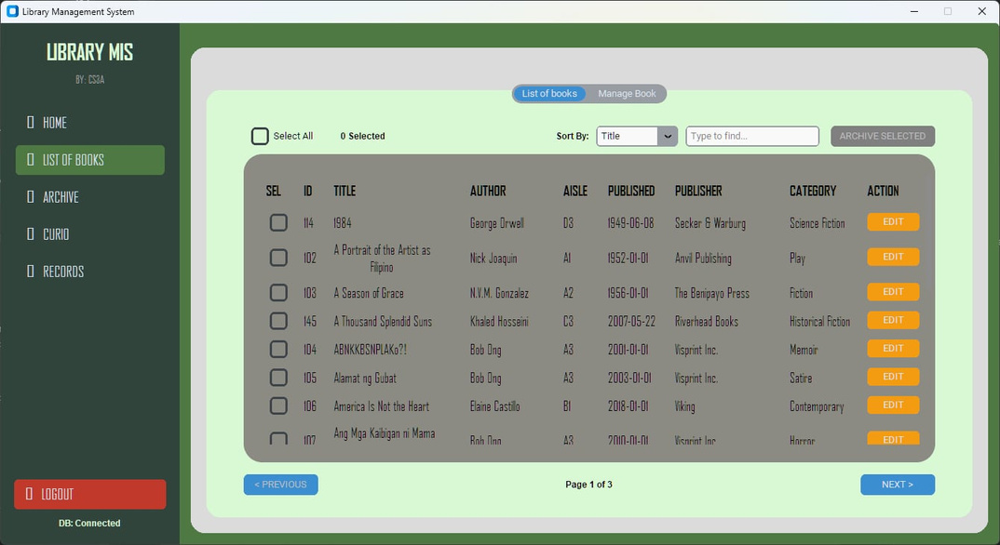 Library Management System
LIBRARY MIS
BY: CS3A
HOME
LIST OF BOOKS
ARCHIVE
CURIO
RECORDS
LOGOUT
DB: Connected
List of books Manage Book
Select All 0 Selected Sort By: Title Type to find... ARCHIVE SELECTED
SEL ID TITLE AUTHOR AISLE PUBLISHED PUBLISHER CATEGORY ACTION
114 1984 George Orwell D3 1949-06-08 Secker & Warburg Science Fiction EDIT
102 A Portrait of the Artist as Nick Joaquin A1 1952-01-01 Anvil Publishing Play EDIT
Filipino
103 A Season of Grace N.V.M. Gonzalez A2 1956-01-01 The Benipayo Press Fiction EDIT
145 A Thousand Splendid Suns Khaled Hosseini C3 2007-05-22 Riverhead Books Historical Fiction EDIT
104 ABNKKBSNPLAKo?! Bob Ong A3 2001-01-01 Visprint Inc. Memoir EDIT
105 Alamat ng Gubat Bob Ong A3 2003-01-01 Visprint Inc. Satire EDIT
106 America Is Not the Heart Elaine Castillo B1 2018-01-01 Viking Contemporary EDIT
107 Ang Mga Kaibigan ni Mama Bob Ong A3 2010-01-01 Visprint Inc. Horror EDIT
< PREVIOUS Page 1 of 3 NEXT >